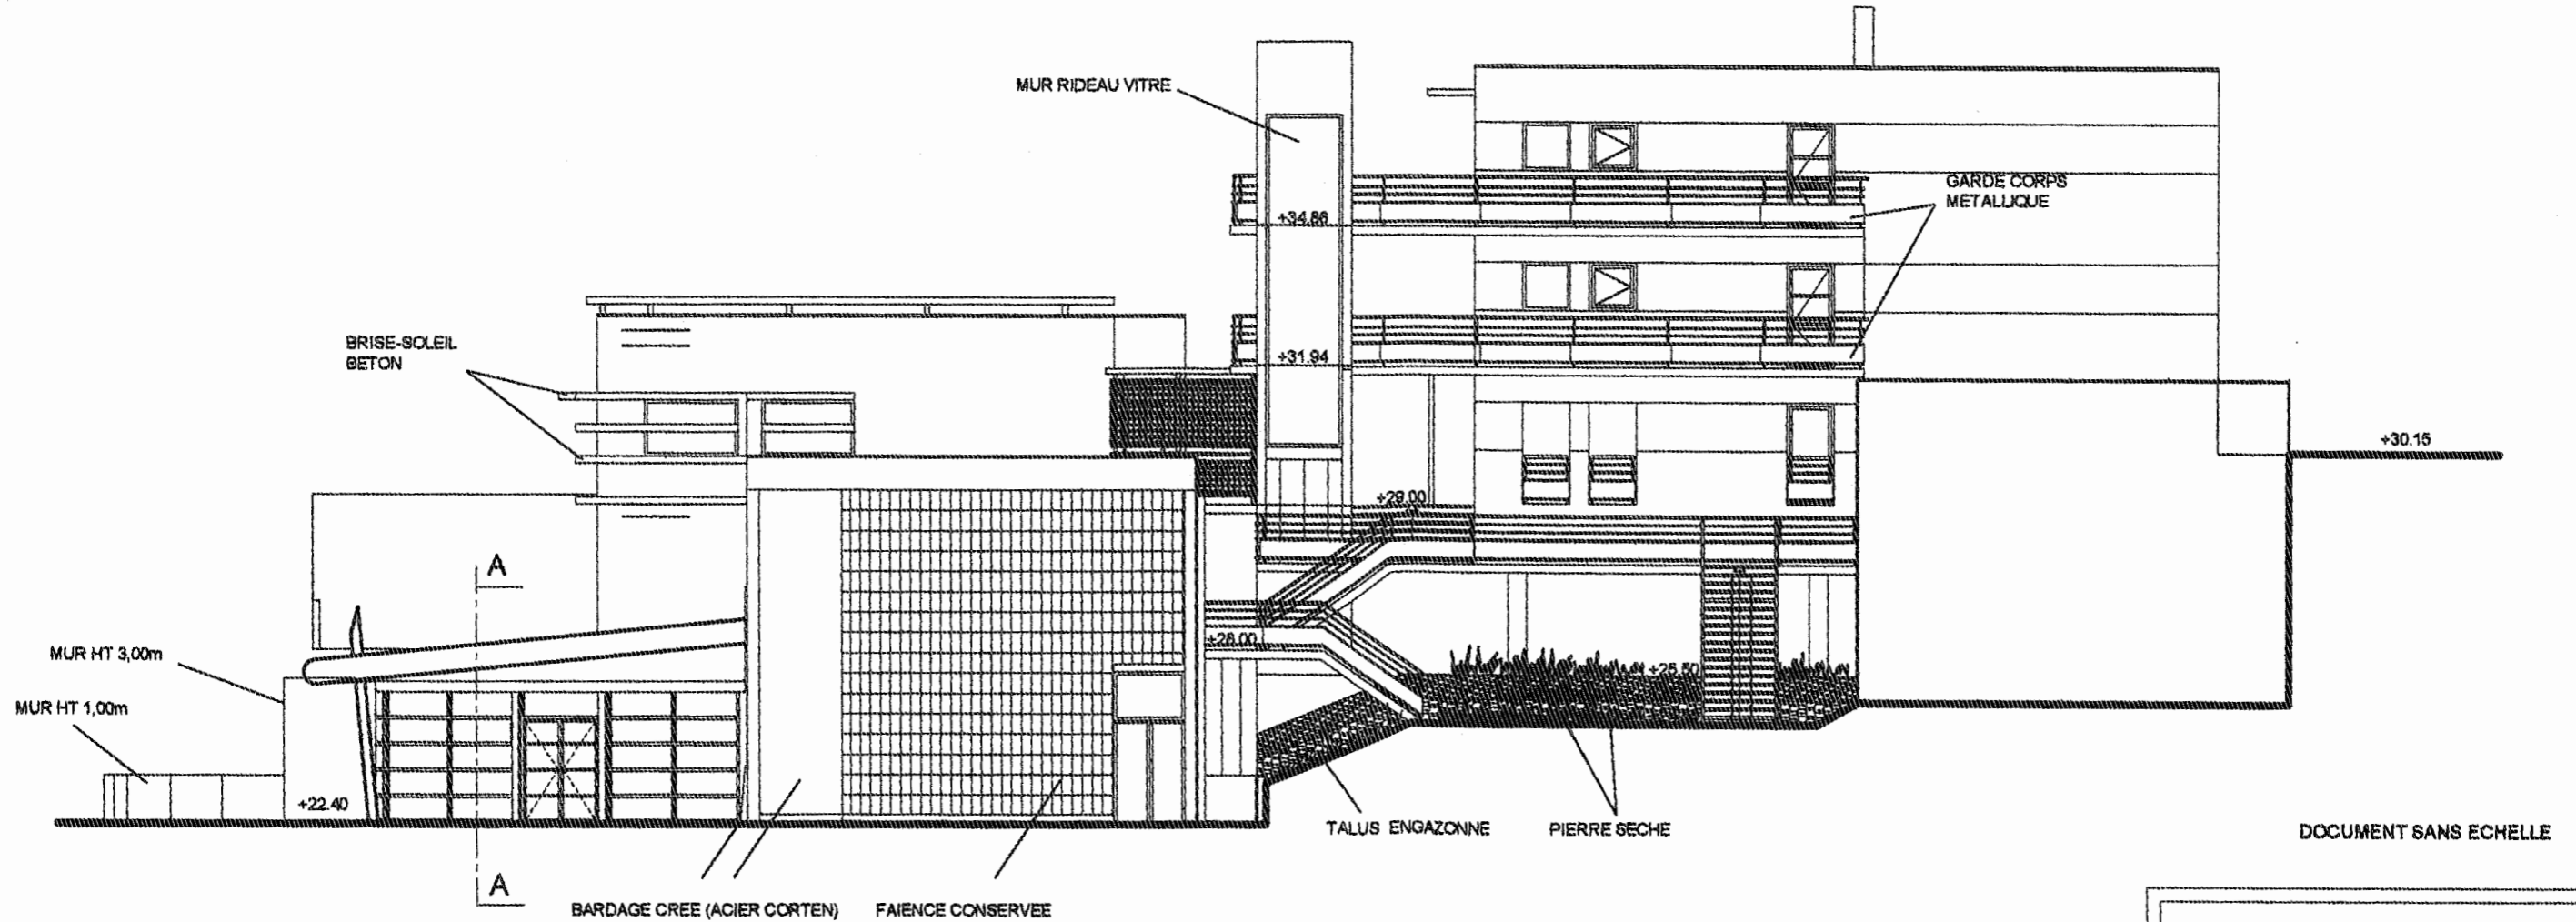 MUR RIDEAU VITRE
GARDE CORPS
METALLIQUE
+34.86
BRISE-SOLEIL
BETON
+31.94
+30.15
+29.00
A
+26.00
MUR HT 3,00m
+25.50
MUR HT 1,00m
+22.40
TALUS ENGAZONNE
PIERRE SECHE
DOCUMENT SANS ECHELLE
A
BARDAGE CREE (ACIER CORTEN)
FAIENCE CONSERVEE